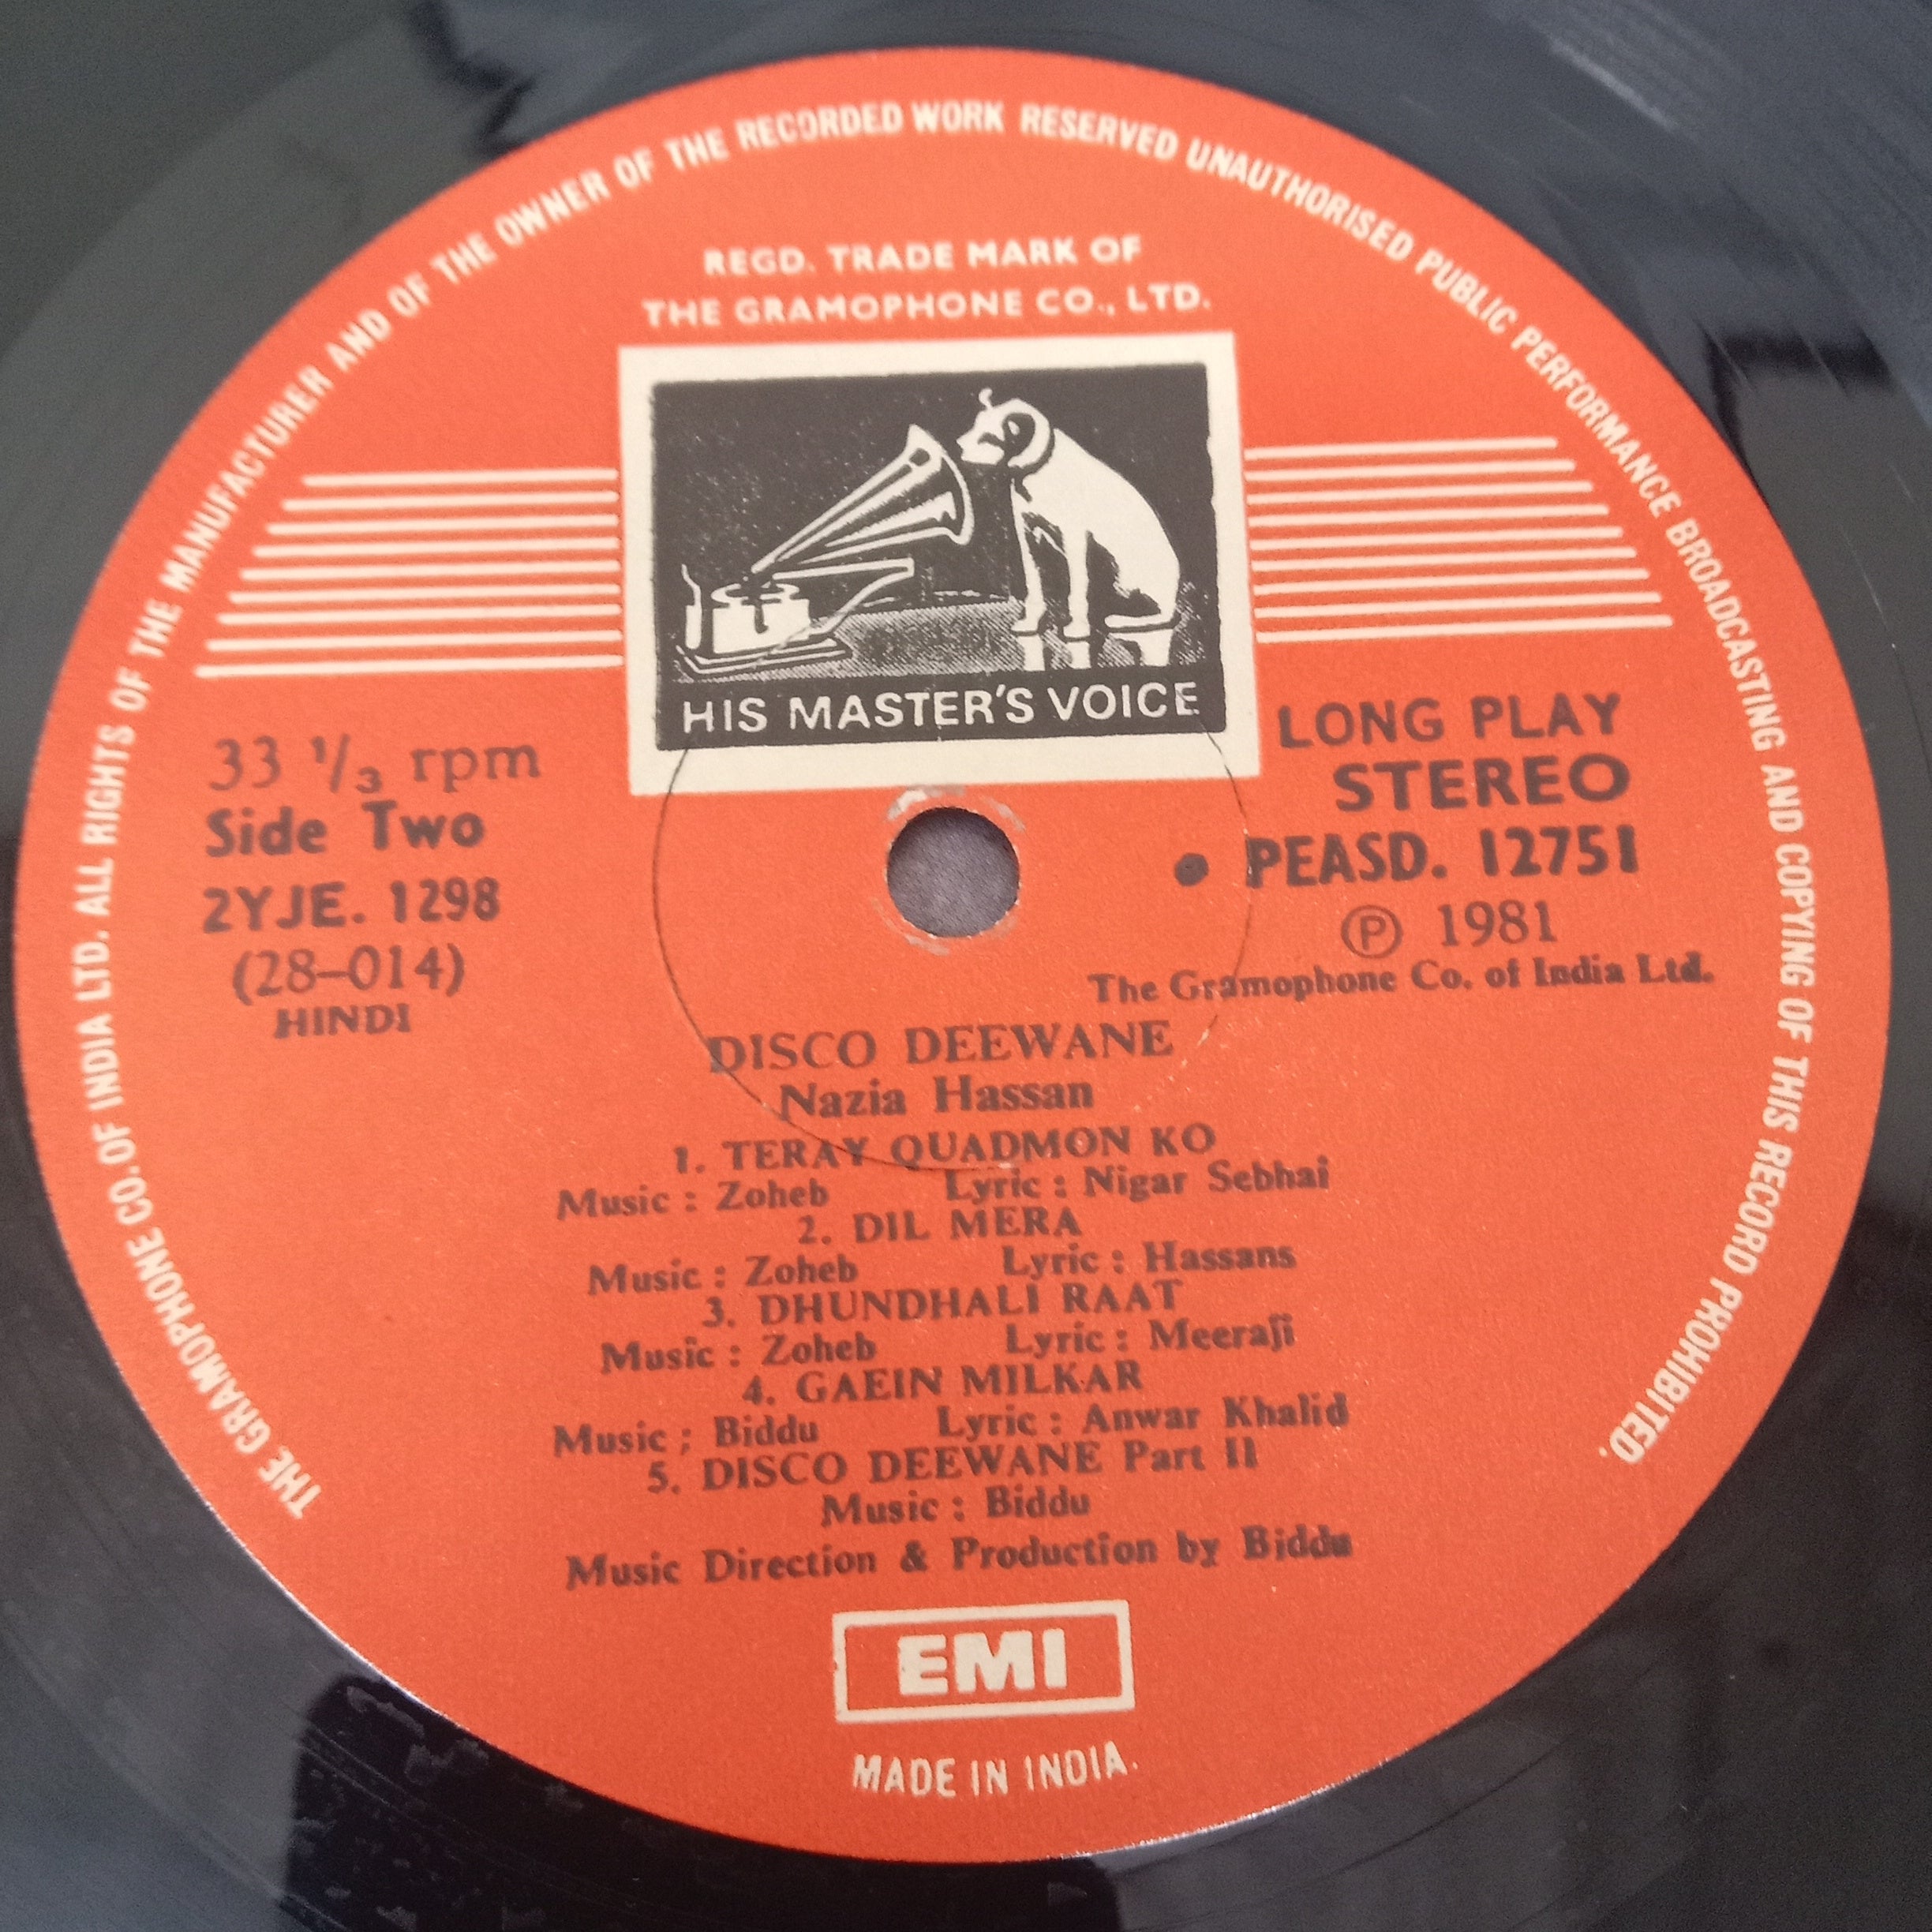 THE GRAMOPHONE CO. OF INDIA LTD. ALL RIGHTS OF THE MANUFACTURER AND OF THE OWNER OF THE RECORDED WORK RESERVED UNAUTHORISED PUBLIC PERFORMANCE BROADCASTING AND COPYING OF THIS RECORD PROHIBITED.
REGD. TRADE MARK OF
THE GRAMOPHONE CO., LTD.
HIS MASTER'S VOICE
33 1/3 rpm
Side Two
2YJE. 1298
(28–014)
HINDI
LONG PLAY
STEREO
• PEASD. 12751
Ⓟ 1981
The Gramophone Co. of India Ltd.
DISCO DEEWANE
Nazia Hassan
1. TERAY QUADMON KO
Music : Zoheb Lyric : Nigar Sebhai
2. DIL MERA
Music : Zoheb Lyric : Hassans
3. DHUNDHALI RAAT
Music : Zoheb Lyric : Meeraji
4. GAEIN MILKAR
Music ; Biddu Lyric : Anwar Khalid
5. DISCO DEEWANE Part II
Music : Biddu
Music Direction & Production by Biddu
EMI
MADE IN INDIA.